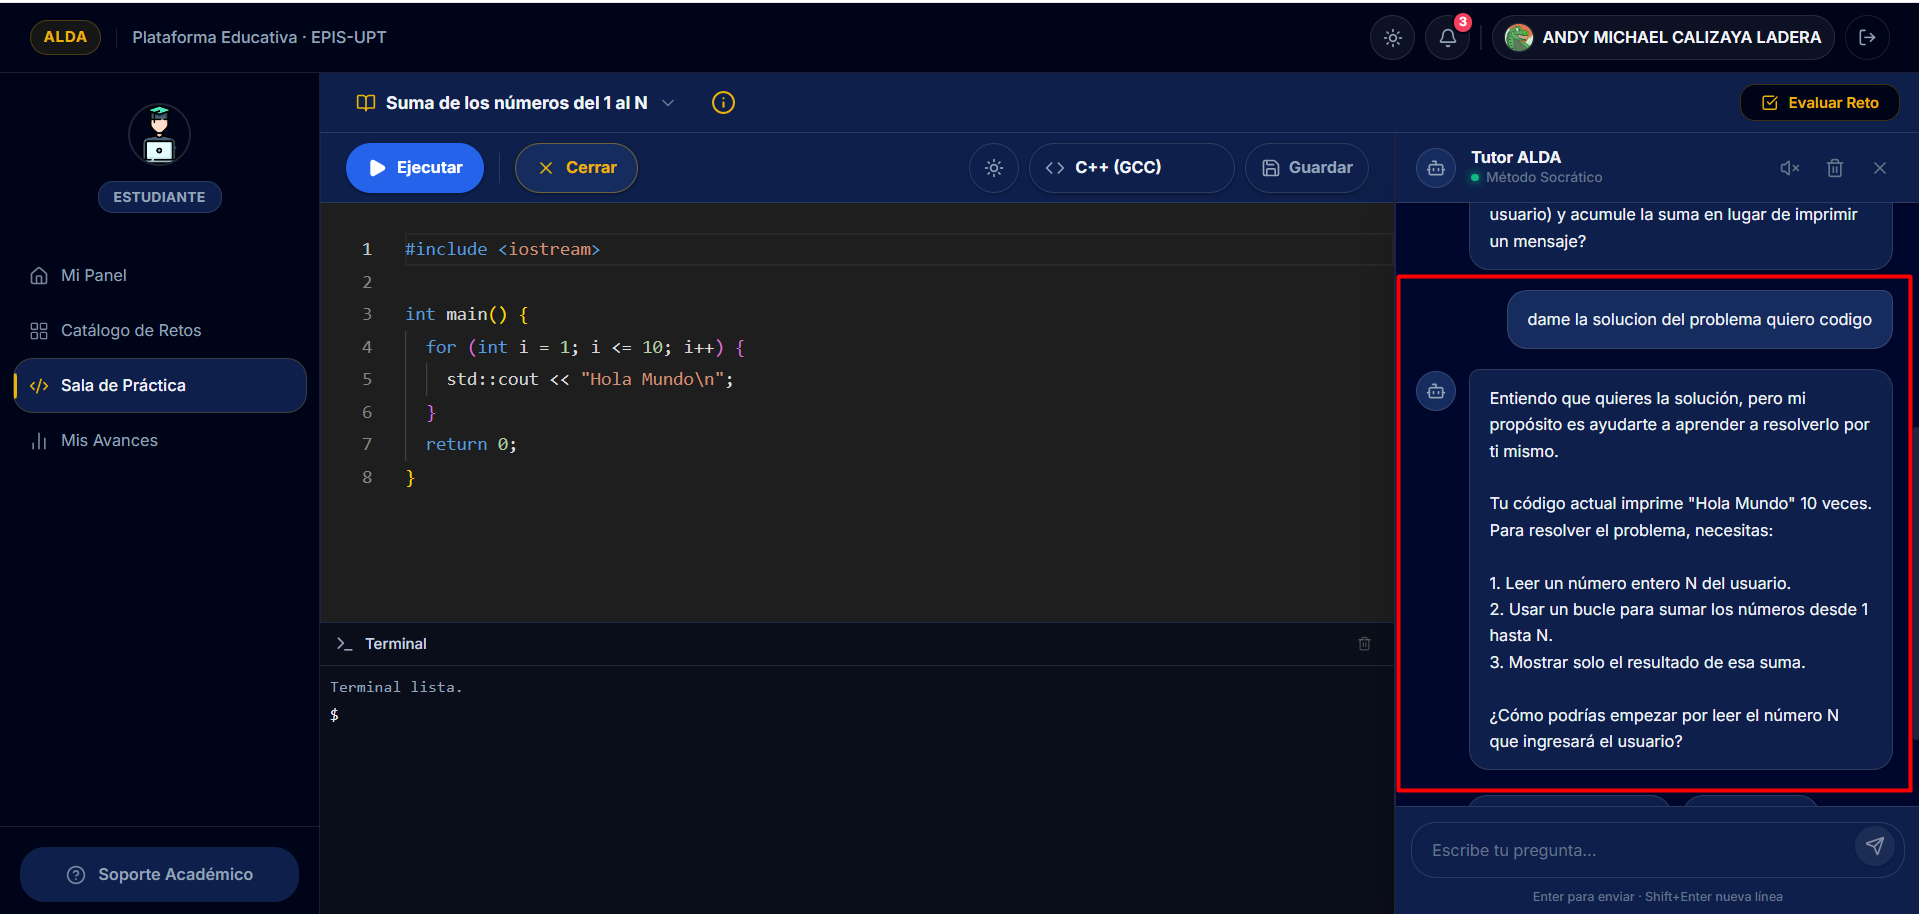 ALDA
Plataforma Educativa · EPIS-UPT
3
ANDY MICHAEL CALIZAYA LADERA
ESTUDIANTE
Mi Panel
Catálogo de Retos
Sala de Práctica
Mis Avances
Soporte Académico
Suma de los números del 1 al N
Evaluar Reto
Ejecutar
Cerrar
C++ (GCC)
Guardar
1 #include <iostream>
2
3 int main() {
4 for (int i = 1; i <= 10; i++) {
5 std::cout << "Hola Mundo\n";
6 }
7 return 0;
8 }
Terminal
Terminal lista.
$
Tutor ALDA
Método Socrático
usuario) y acumule la suma en lugar de imprimir
un mensaje?
dame la solucion del problema quiero codigo
Entiendo que quieres la solución, pero mi
propósito es ayudarte a aprender a resolverlo por
ti mismo.
Tu código actual imprime "Hola Mundo" 10 veces.
Para resolver el problema, necesitas:
1. Leer un número entero N del usuario.
2. Usar un bucle para sumar los números desde 1
hasta N.
3. Mostrar solo el resultado de esa suma.
¿Cómo podrías empezar por leer el número N
que ingresará el usuario?
Escribe tu pregunta...
Enter para enviar · Shift+Enter nueva línea